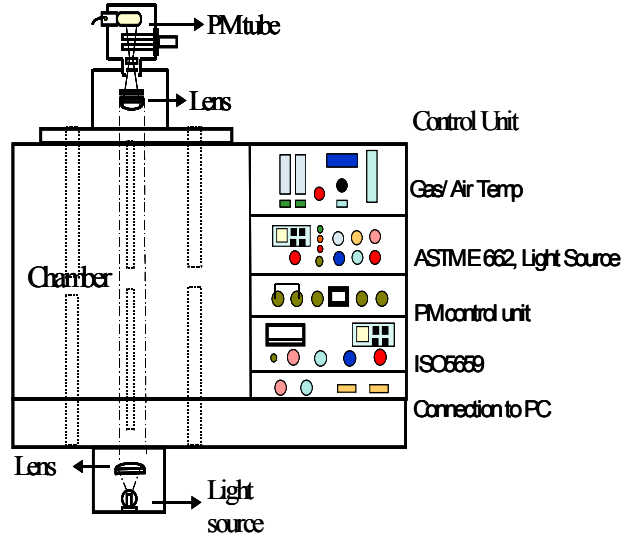 PM tube
Lens
Control Unit
Gas/ Air Temp
Chamber
ASTM E 662, Light Source
PM control unit
ISO5659
Connection to PC
Lens
Light
source